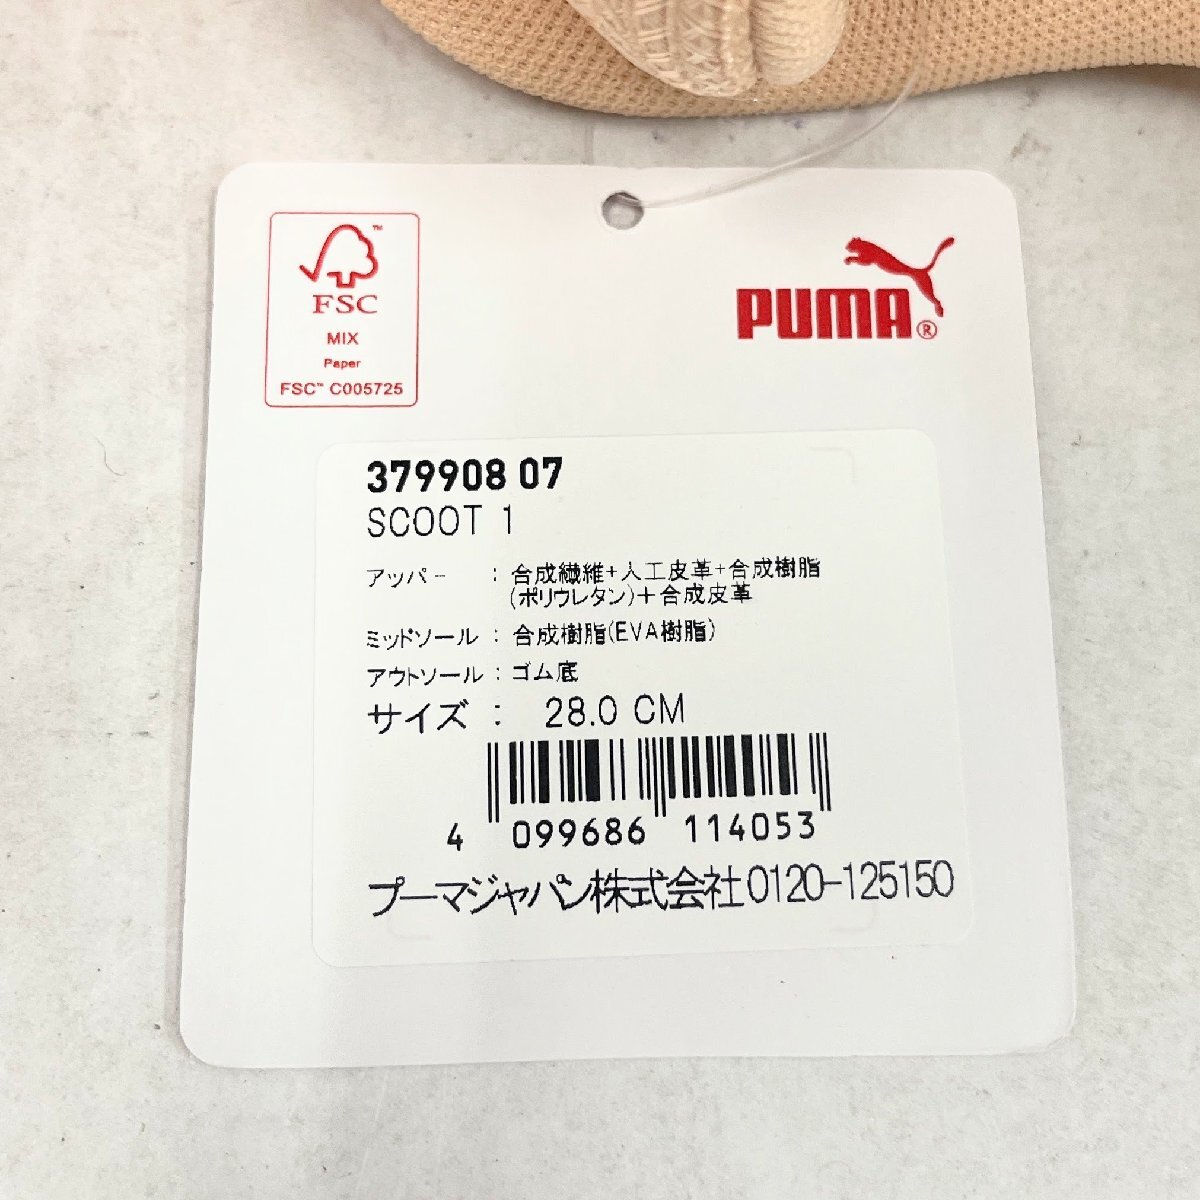 FSC™
MIX
Paper
FSC™ C005725
PUMA®
379908 07
SCOOT 1
アッパー : 合成繊維+人工皮革+合成樹脂
(ポリウレタン)+合成皮革
ミッドソール : 合成樹脂(EVA樹脂)
アウトソール : ゴム底
サイズ : 28.0 CM
4 099686 114053
プーマジャパン株式会社0120-125150